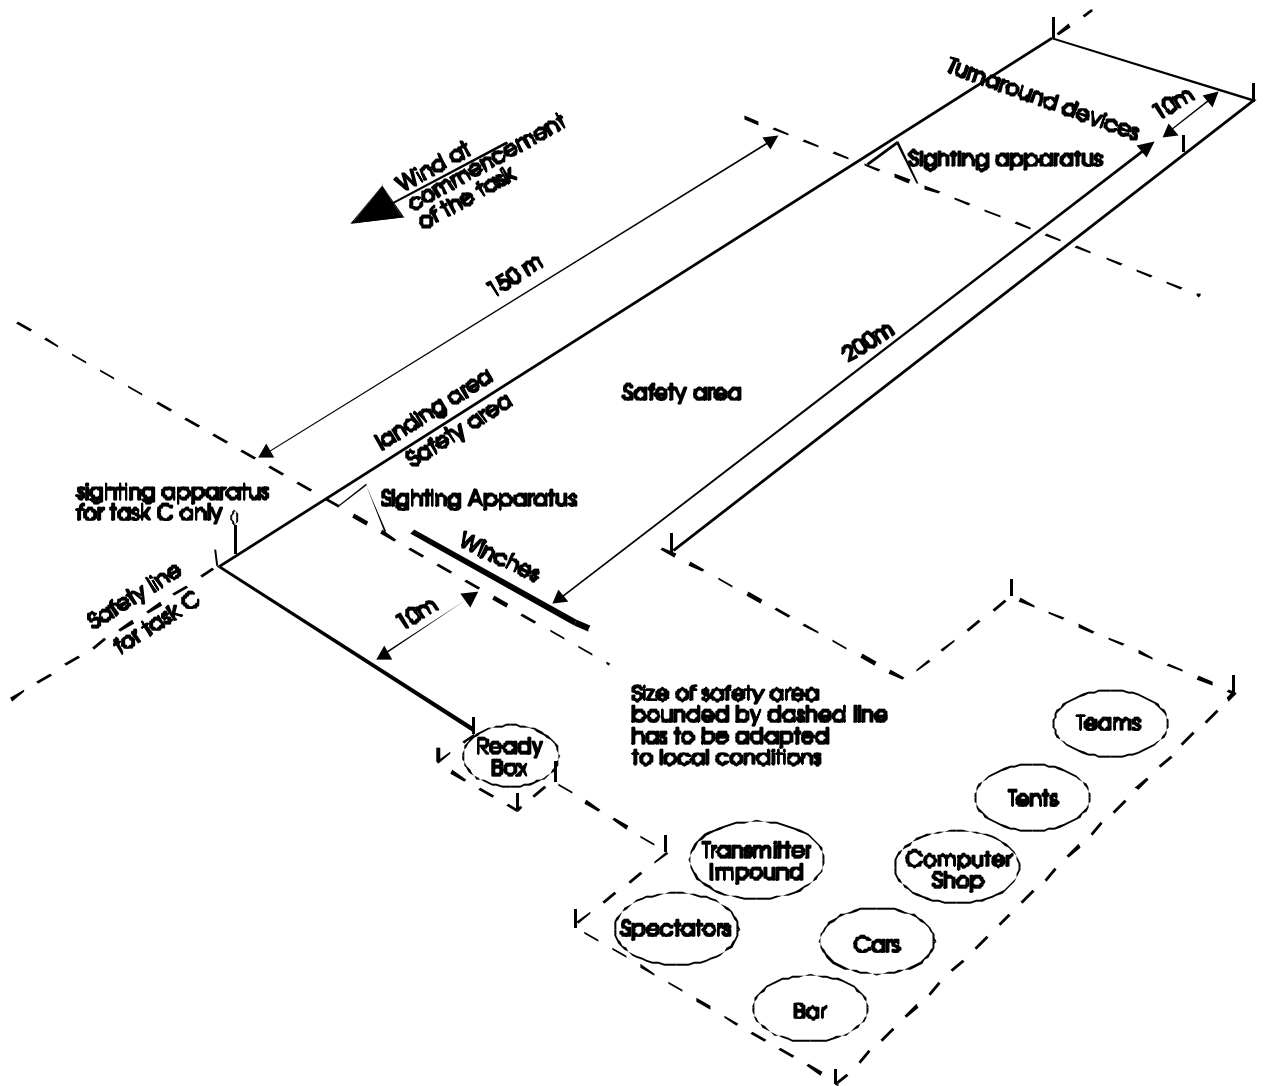 Turnaround devices
10m
Sighting apparatus
Wind at
commencement
of the task
150 m
200m
landing area
Safety area
Safety area
sighting apparatus
for task C only
Sighting Apparatus
Winches
Safety line
for task C
10m
Size of safety area
bounded by dashed line
has to be adapted
to local conditions
Ready
Box
Teams
Tents
Transmitter
Impound
Computer
Shop
Spectators
Cars
Bar